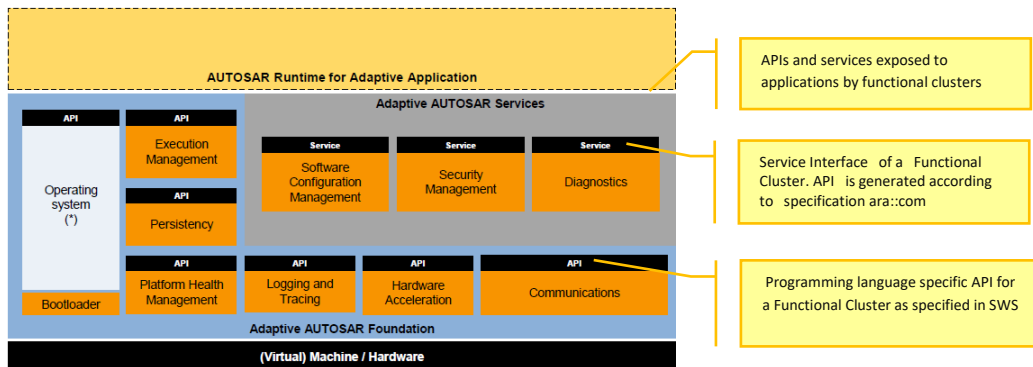 AUTOSAR Runtime for Adaptive Application
Adaptive AUTOSAR Services
API
Operating
system
(*)
Bootloader
API
Execution
Management
API
Persistency
Service
Software
Configuration
Management
Service
Security
Management
Service
Diagnostics
API
Platform Health
Management
API
Logging and
Tracing
API
Hardware
Acceleration
API
Communications
Adaptive AUTOSAR Foundation
(Virtual) Machine / Hardware
APIs and services exposed to
applications by functional clusters
Service Interface of a Functional
Cluster. API is generated according
to specification ara::com
Programming language specific API for
a Functional Cluster as specified in SWS